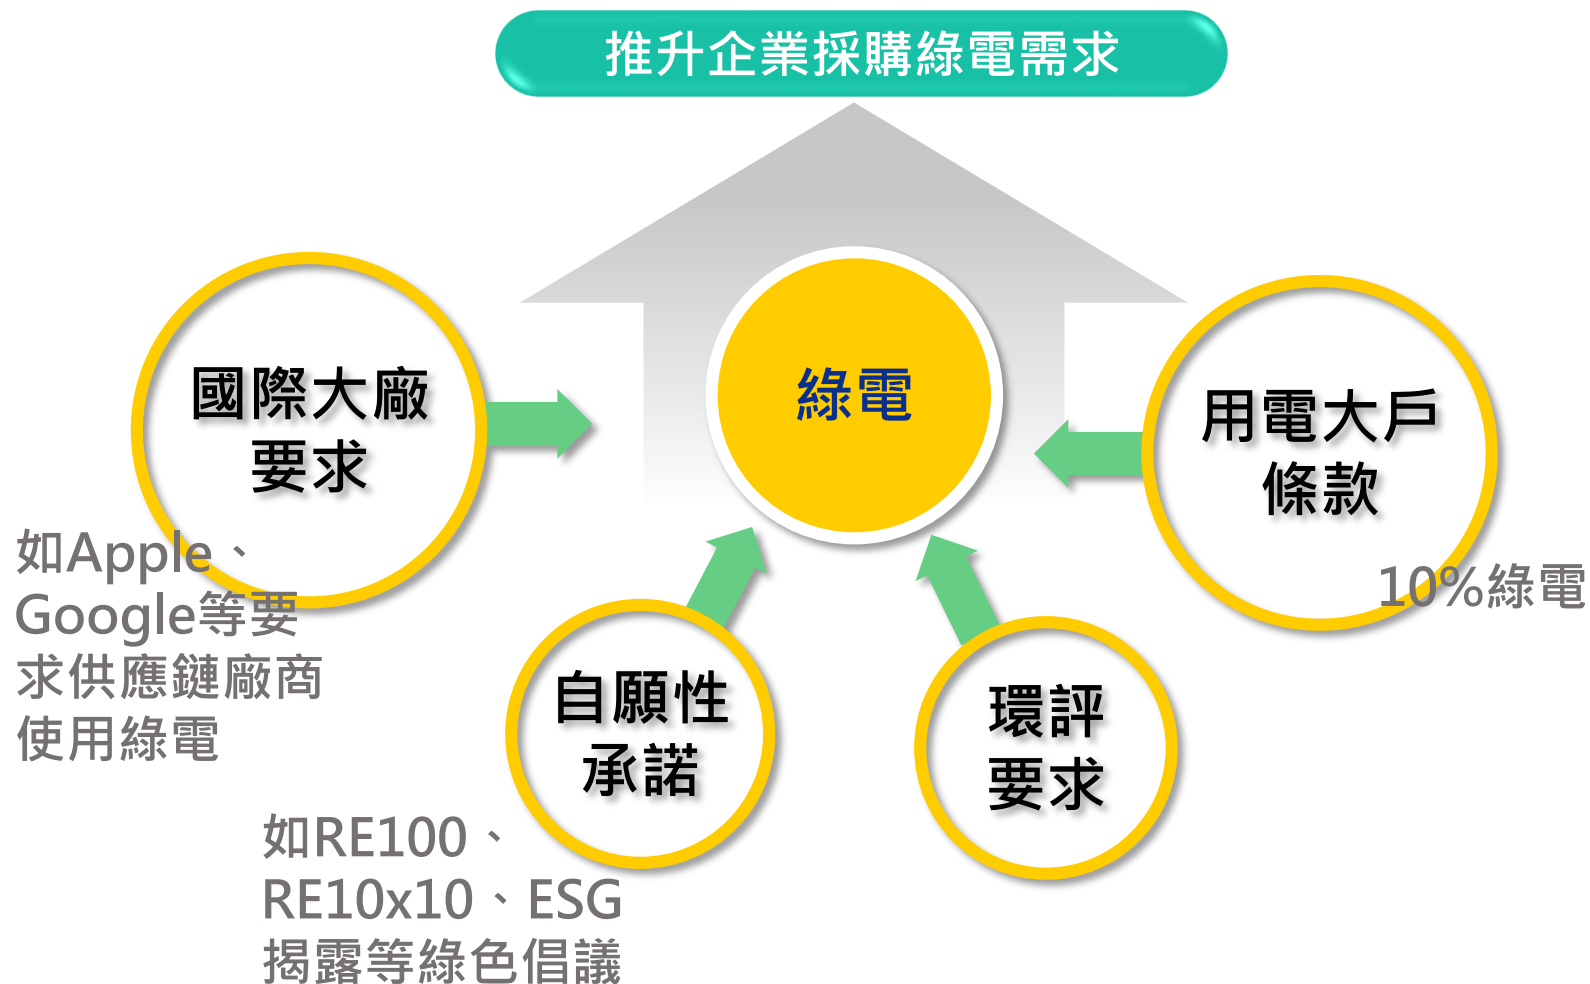 推升企業採購綠電需求
綠電
國際大廠
要求
如Apple、
Google等要
求供應鏈廠商
使用綠電
自願性
承諾
如RE100、
RE10x10、ESG
揭露等綠色倡議
環評
要求
用電大戶
條款
10%綠電